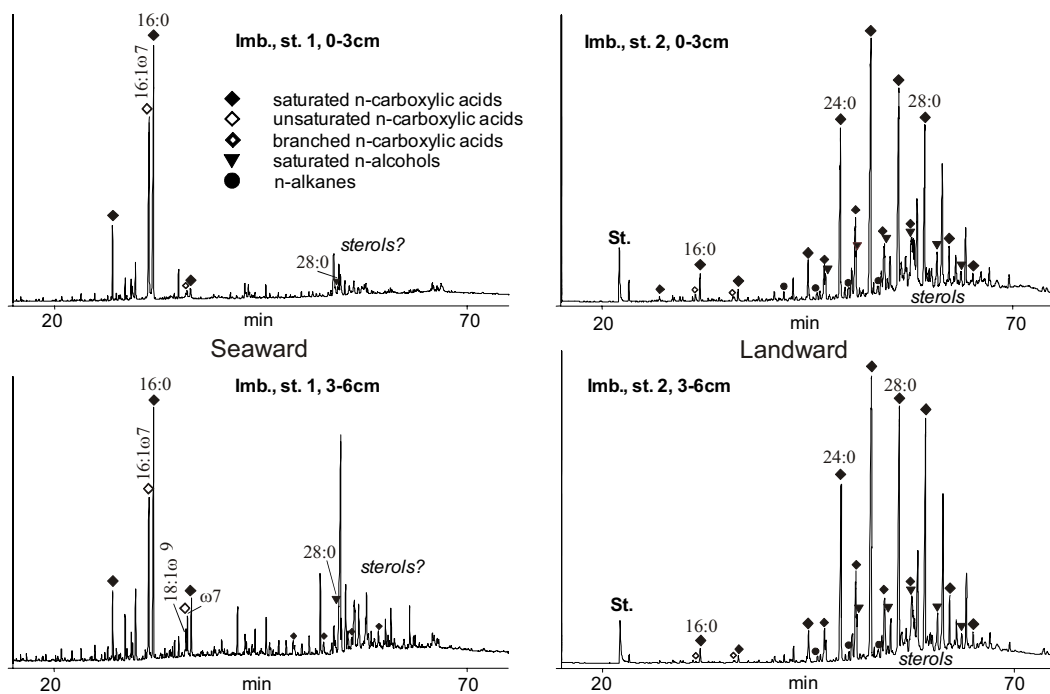 16:0
16:1ω7
Imb., st. 1, 0-3cm
saturated n-carboxylic acids
unsaturated n-carboxylic acids
branched n-carboxylic acids
saturated n-alcohols
n-alkanes
28:0
sterols?
20
min
70
Seaward
Imb., st. 2, 0-3cm
24:0
28:0
St.
16:0
sterols
20
min
70
Landward
Imb., st. 1, 3-6cm
16:0
16:1ω7
18:1ω 9
ω7
28:0
sterols?
20
min
70
Imb., st. 2, 3-6cm
28:0
24:0
St.
16:0
sterols
20
min
70